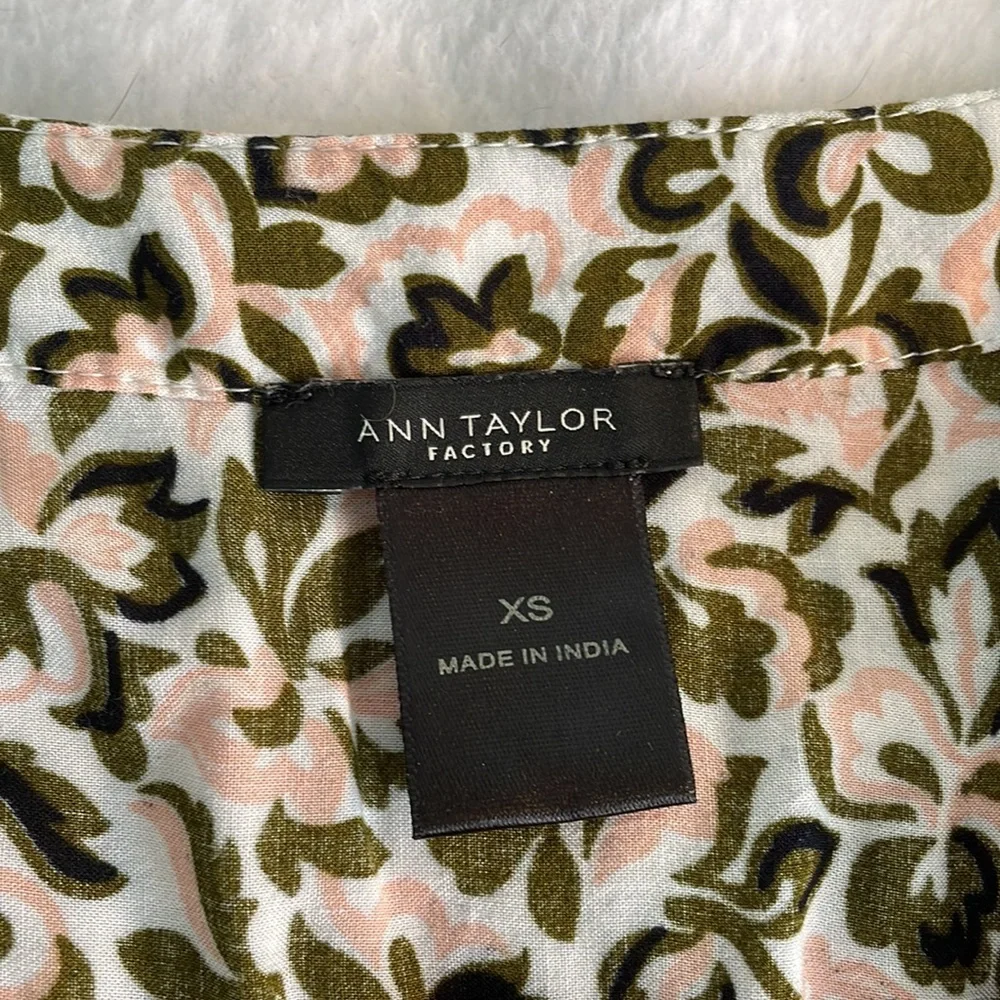 ANN TAYLOR
FACTORY
XS
MADE IN INDIA